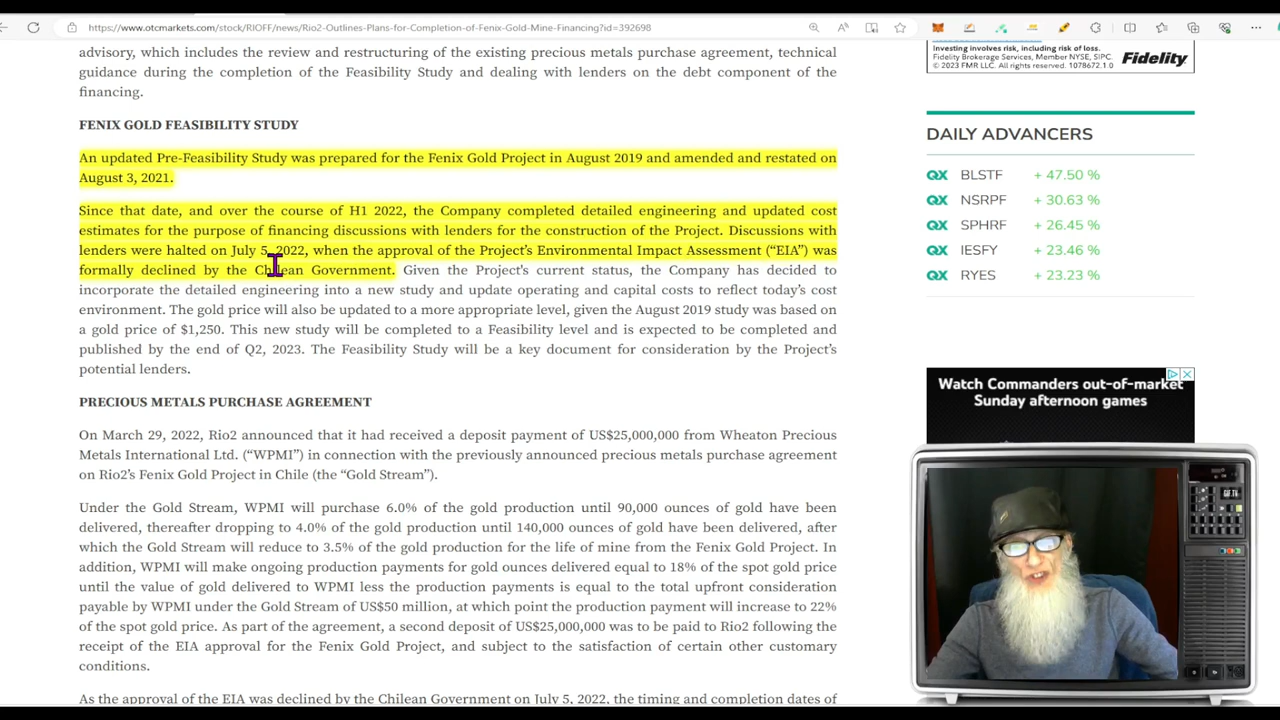 https://www.otcmarkets.com/stock/RIOFF/news/Rio2-Outlines-Plans-for-Completion-of-Fenix-Gold-Mine-Financing?id=392698
advisory, which included review and restructuring of the existing precious metals purchase agreement, technical
guidance during the completion of the Feasibility Study and dealing with lenders on the debt component of the
financing.
FENIX GOLD FEASIBILITY STUDY
An updated Pre-Feasibility Study was prepared for the Fenix Gold Project in August 2019 and amended and restated on
August 3, 2021.
Since that date, and over the course of H1 2022, the Company completed detailed engineering and updated cost
estimates for the purpose of financing discussions with lenders for the construction of the Project. Discussions with
lenders were halted on July 5, 2022, when the approval of the Project's Environmental Impact Assessment (“EIA”) was
formally declined by the Chilean Government. Given the Project's current status, the Company has decided to
incorporate the detailed engineering into a new study and update operating and capital costs to reflect today's cost
environment. The gold price will also be updated to a more appropriate level, given the August 2019 study was based on
a gold price of $1,250. This new study will be completed to a Feasibility level and is expected to be completed and
published by the end of Q2, 2023. The Feasibility Study will be a key document for consideration by the Project's
potential lenders.
PRECIOUS METALS PURCHASE AGREEMENT
On March 29, 2022, Rio2 announced that it had received a deposit payment of US$25,000,000 from Wheaton Precious
Metals International Ltd. (“WPMI”) in connection with the previously announced precious metals purchase agreement
on Rio2's Fenix Gold Project in Chile (the “Gold Stream”).
Under the Gold Stream, WPMI will purchase 6.0% of the gold production until 90,000 ounces of gold have been
delivered, thereafter dropping to 4.0% of the gold production until 140,000 ounces of gold have been delivered, after
which the Gold Stream will reduce to 3.5% of the gold production for the life of mine from the Fenix Gold Project. In
addition, WPMI will make ongoing production payments for gold ounces delivered equal to 18% of the spot gold price
until the value of gold delivered to WPMI less the production payments is equal to the total upfront consideration
payable by WPMI under the Gold Stream of US$50 million, at which point the production payment will increase to 22%
of the spot gold price. As part of the agreement, a second deposit of US$25,000,000 was to be paid to Rio2 following the
receipt of the EIA approval for the Fenix Gold Project, and subject to the satisfaction of certain other customary
conditions.
As the approval of the EIA was declined by the Chilean Government on July 5, 2022, the timing and completion dates of
Investing involves risk, including risk of loss.
Fidelity Brokerage Services, Member NYSE, SIPC.
© 2023 FMR LLC. All rights reserved. 1078672.1.0
Fidelity
DAILY ADVANCERS
QX BLSTF + 47.50 %
QX NSRPF + 30.63 %
QX SPHRF + 26.45 %
QX IESFY + 23.46 %
QX RYES + 23.23 %
Watch Commanders out-of-market
Sunday afternoon games
GIF.TV